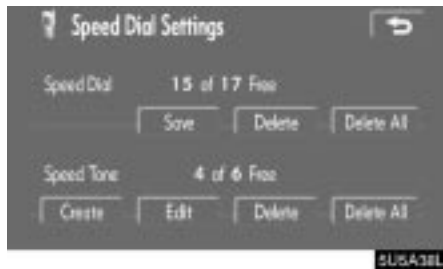 Speed Dial Settings
Speed Dial 15 of 17 Free
Save Delete Delete All
Speed Tone 4 of 6 Free
Create Edit Delete Delete All
5U5A38L